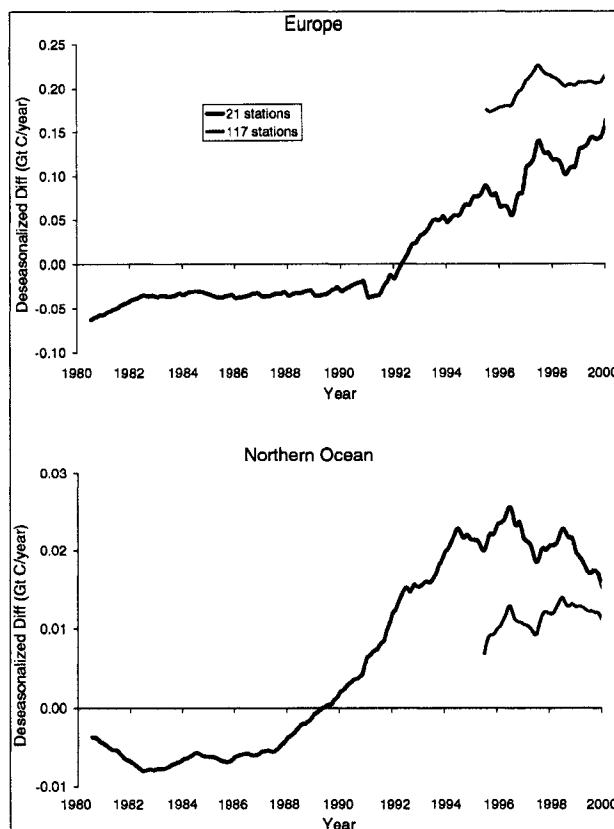 Europe
Deseasonalized Diff (Gt C/year)
0.25
0.20
0.15
0.10
0.05
0.00
-0.05
-0.10
21 stations
117 stations
1980 1982 1984 1986 1988 1990 1992 1994 1996 1998 2000
Year
Northern Ocean
Deseasonalized Diff (Gt C/year)
0.03
0.02
0.01
0.00
-0.01
1980 1982 1984 1986 1988 1990 1992 1994 1996 1998 2000
Year